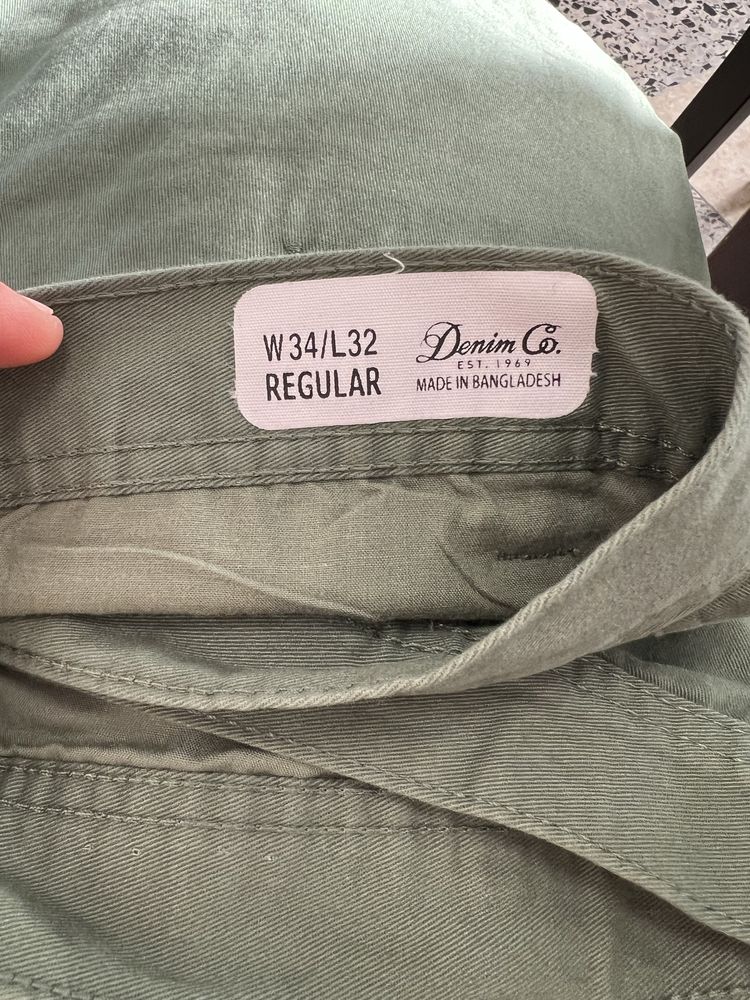 W34/L32
REGULAR
Denim Co.
EST. 1969
MADE IN BANGLADESH